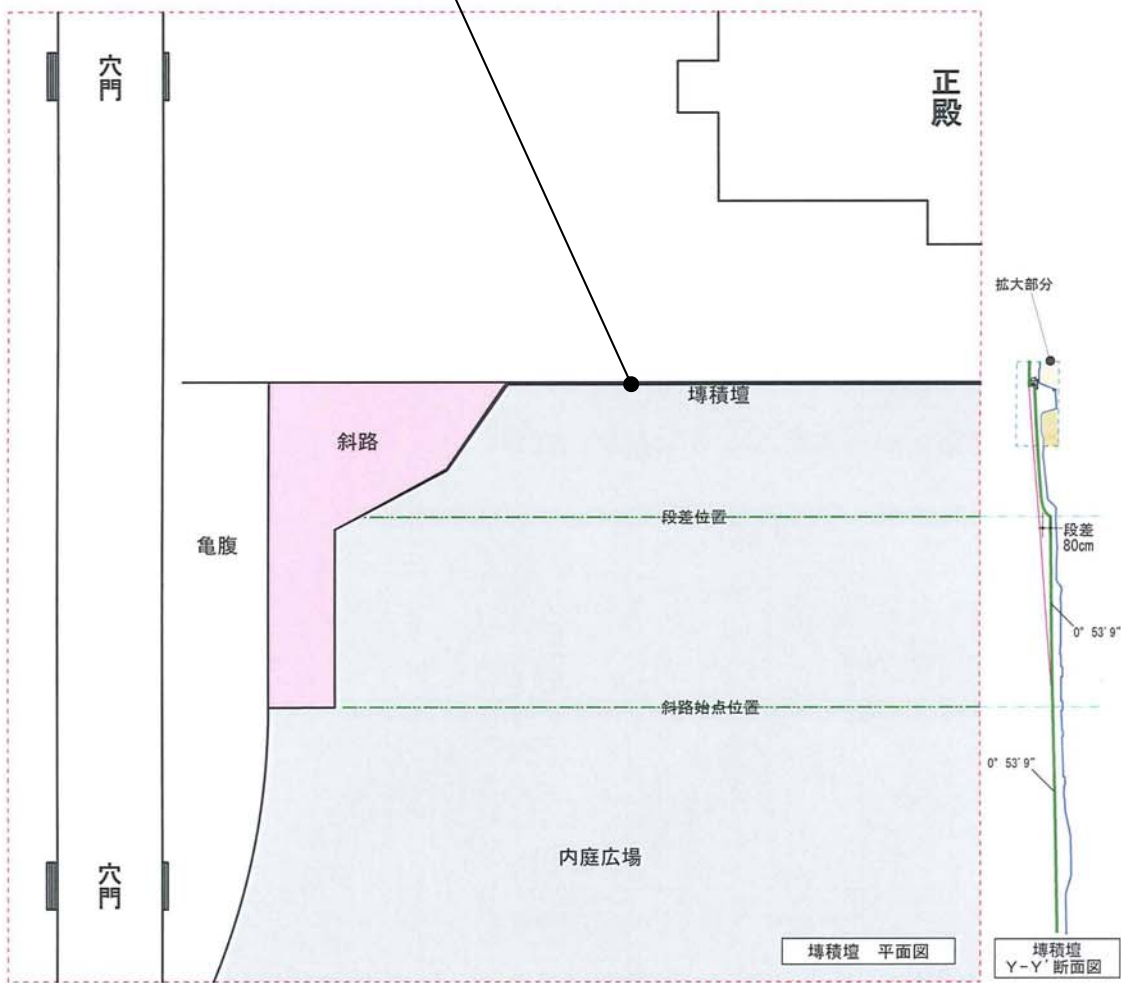 穴門
正殿
拡大部分
塼積壇
斜路
段差位置
亀腹
段差
80cm
0° 53′ 9″
斜路始点位置
0° 53′ 9″
内庭広場
穴門
塼積壇 平面図
塼積壇
Y-Y′断面図